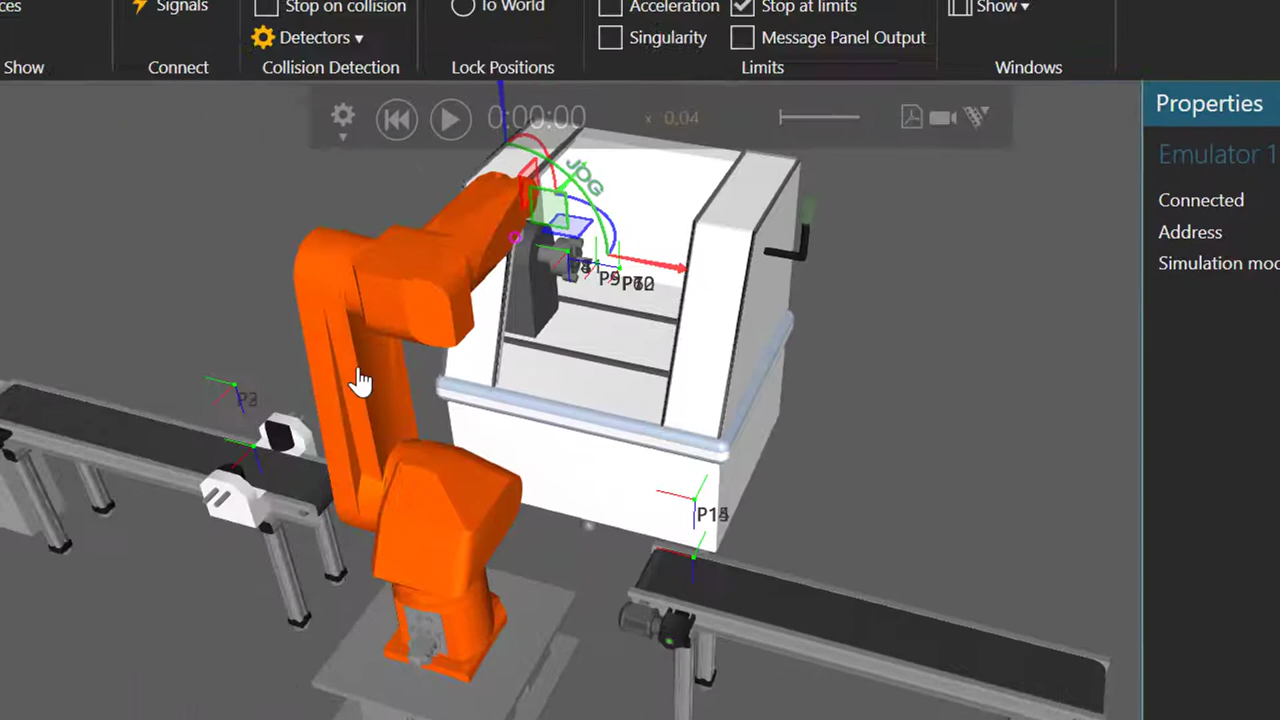 ces
Signals
Stop on collision
To World
Acceleration
Stop at limits
Show
Detectors
Singularity
Message Panel Output
Show
Connect
Collision Detection
Lock Positions
Limits
Windows
0:00:00
x 0,04
Properties
Emulator 1
Connected
Address
Simulation mod
JOG